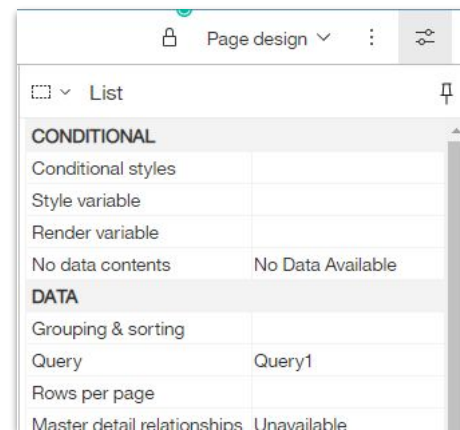 Page design
List
CONDITIONAL
Conditional styles
Style variable
Render variable
No data contents No Data Available
DATA
Grouping & sorting
Query Query1
Rows per page
Master detail relationships Unavailable